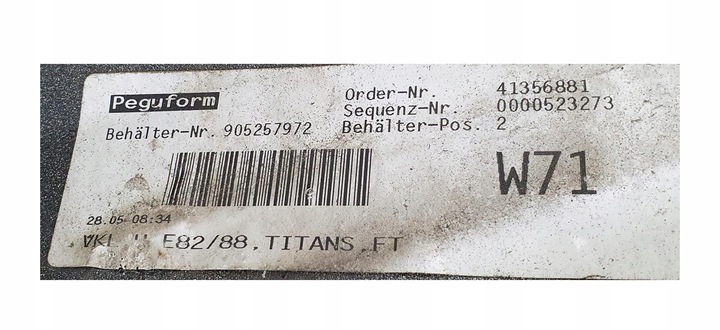 Peguform
Order-Nr. 41356881
Sequenz-Nr. 0000523273
Behälter-Nr. 905257972 Behälter-Pos. 2
W71
28.05 08:34
E82/88.TITANS.FT